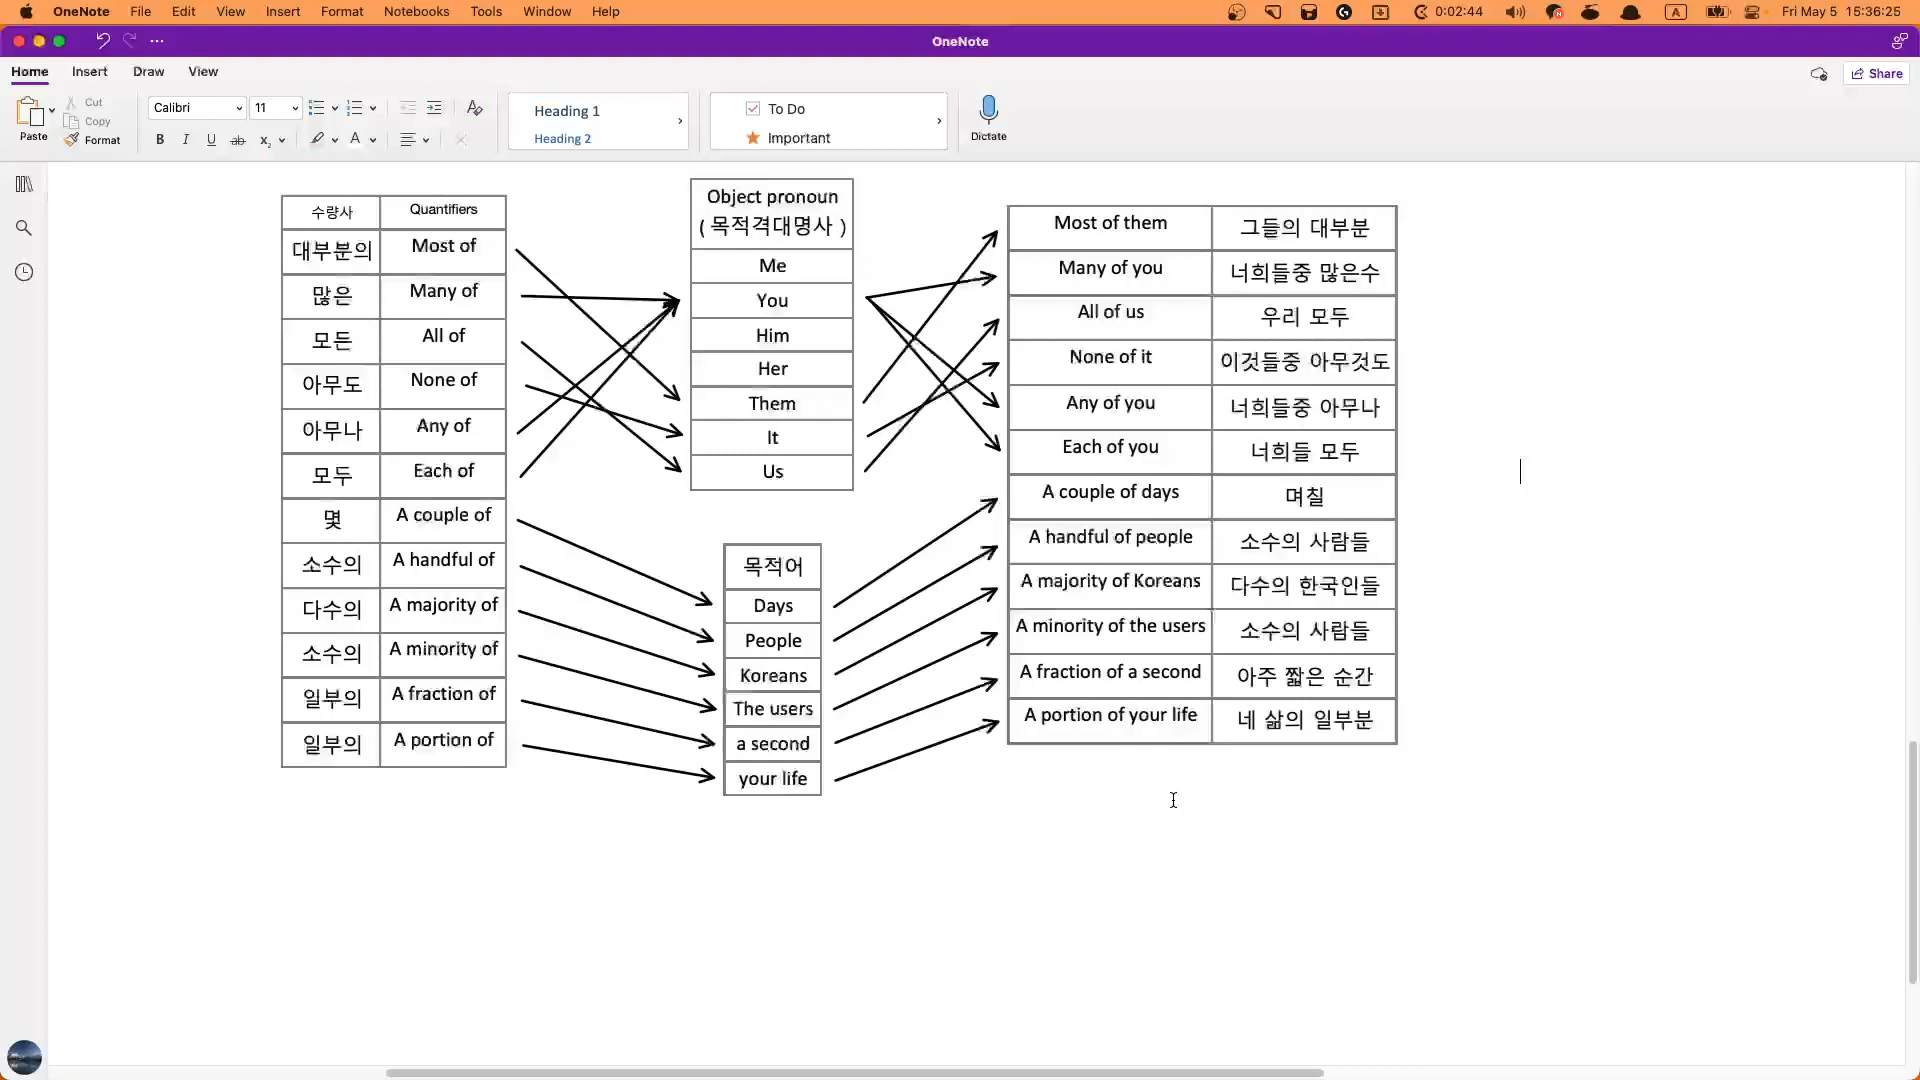 OneNote File Edit View Insert Format Notebooks Tools Window Help 0:02:44 A Fri May 5 15:36:25
OneNote
Home Insert Draw View Share
Paste Cut Copy Format
Calibri 11
B I U ab x₂ A
Heading 1
Heading 2
To Do
Important
Dictate
수량사 Quantifiers
대부분의 Most of
많은 Many of
모든 All of
아무도 None of
아무나 Any of
모두 Each of
몇 A couple of
소수의 A handful of
다수의 A majority of
소수의 A minority of
일부의 A fraction of
일부의 A portion of
Object pronoun
( 목적격대명사 )
Me
You
Him
Her
Them
It
Us
목적어
Days
People
Koreans
The users
a second
your life
Most of them 그들의 대부분
Many of you 너희들중 많은수
All of us 우리 모두
None of it 이것들중 아무것도
Any of you 너희들중 아무나
Each of you 너희들 모두
A couple of days 며칠
A handful of people 소수의 사람들
A majority of Koreans 다수의 한국인들
A minority of the users 소수의 사람들
A fraction of a second 아주 짧은 순간
A portion of your life 네 삶의 일부분